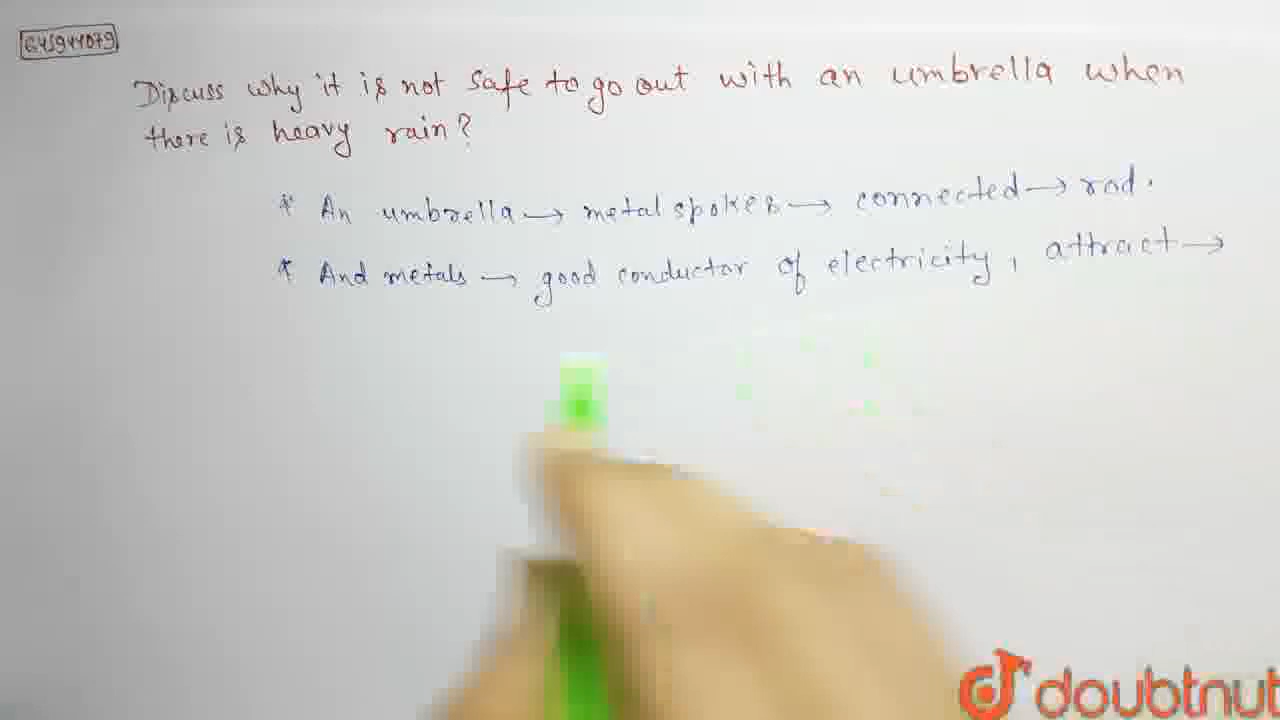 645944079
Discuss why it is not safe to go out with an umbrella when
there is heavy rain?
* An umbrella → metal spokes → connected → rod.
* And metals → good conductor of electricity, attract →
doubtnut